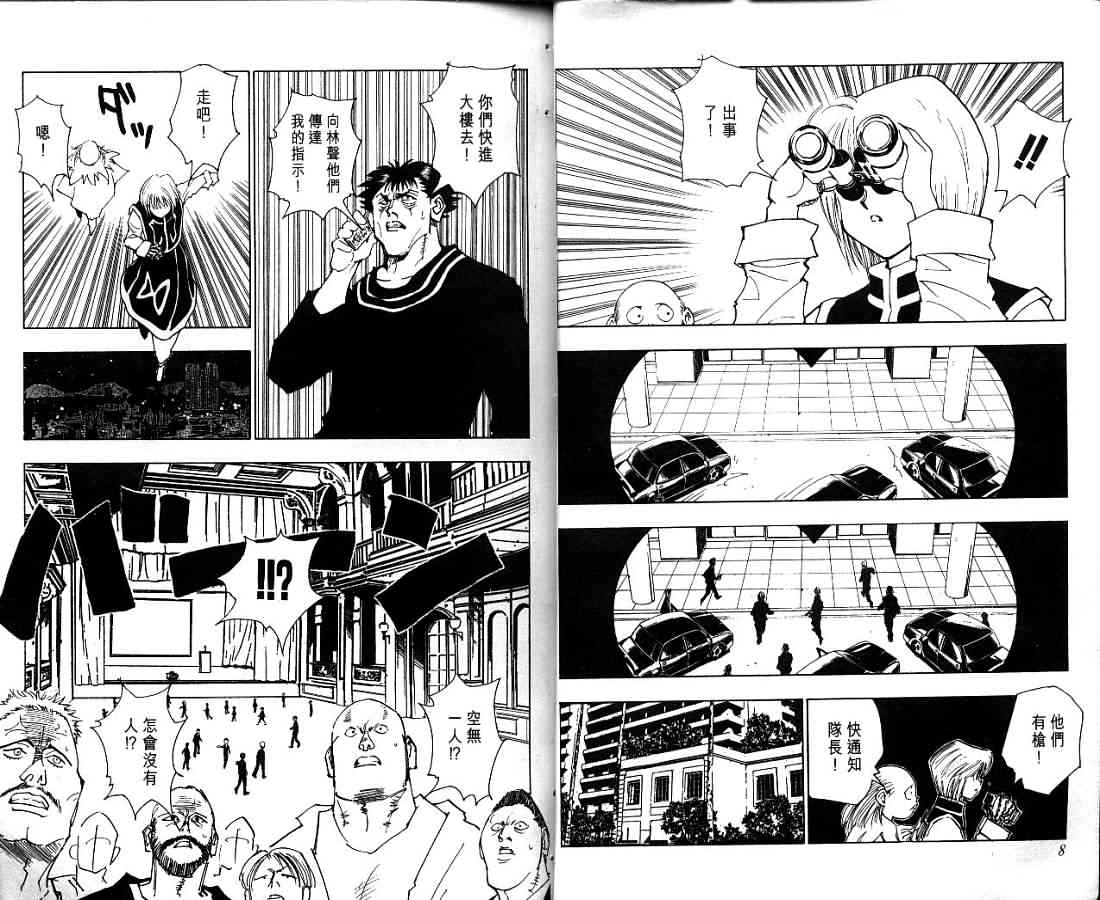 !!
出事
了！
他們
有槍！
快通知
隊長！
8
你們快進
大樓去！
向林聲他們
傳達
我的指示！
走吧！
嗯！
ダッ
!!?
空無
一人!?
怎會沒有
人!?